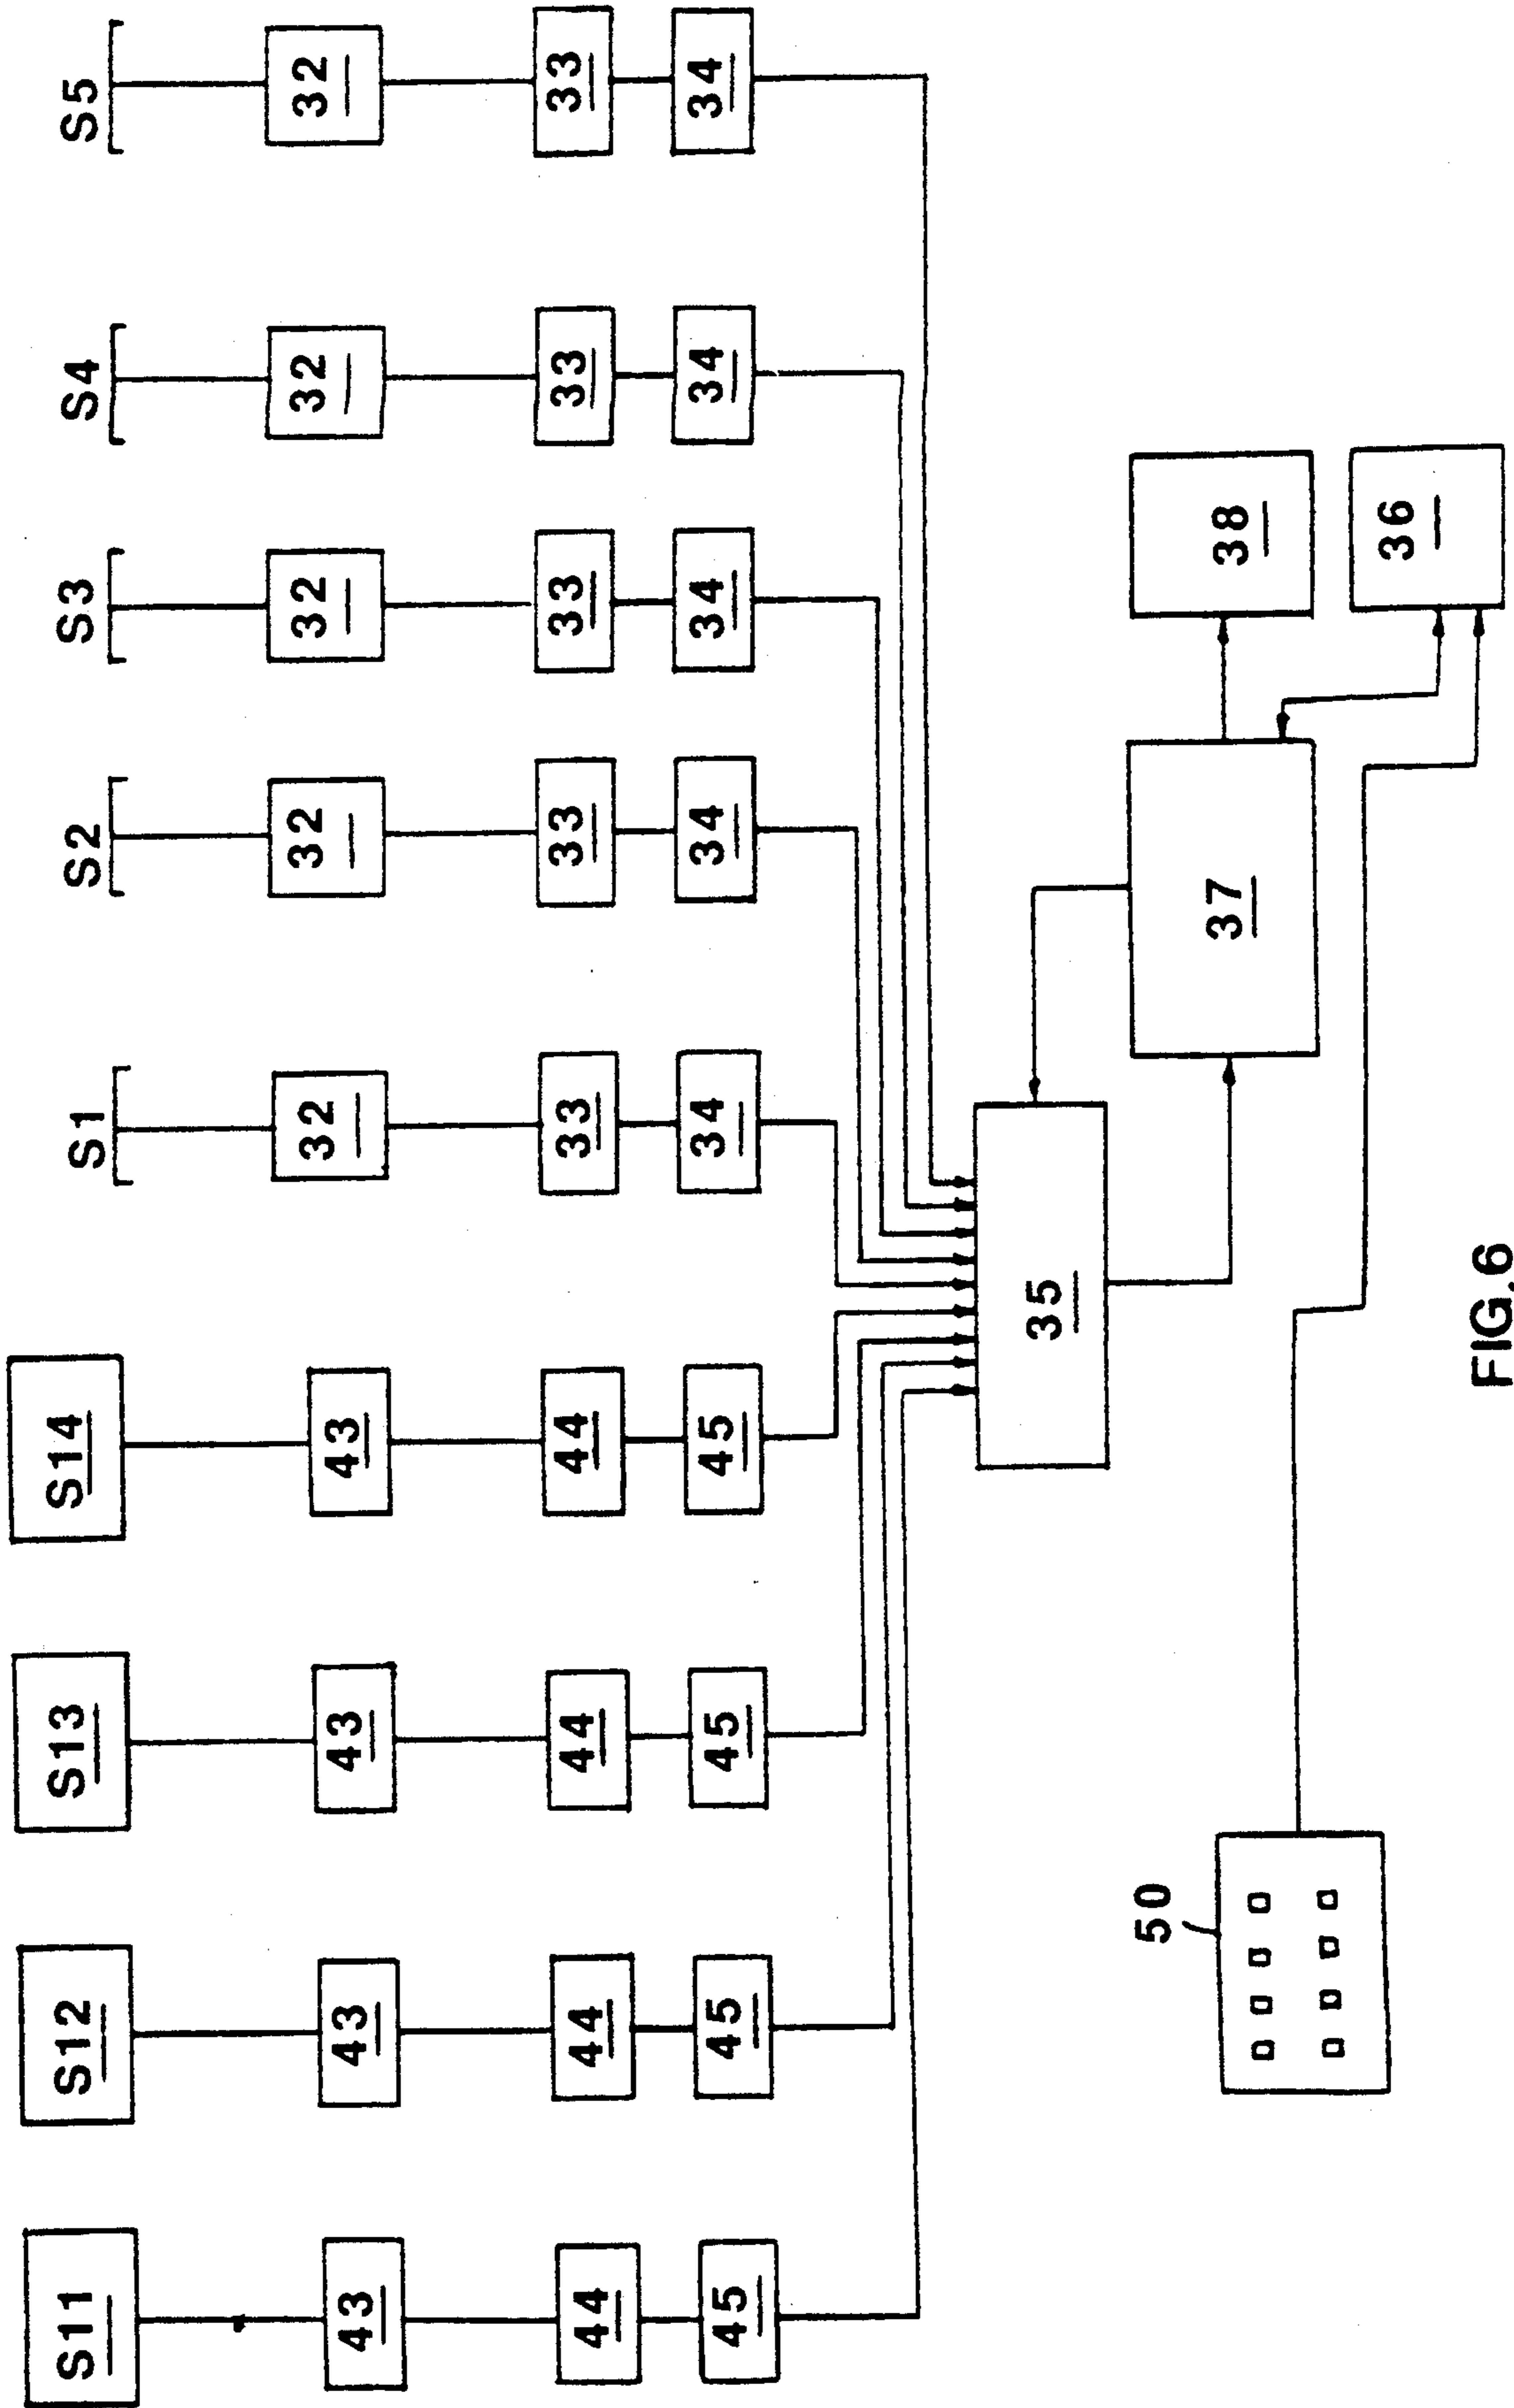 S11 S12 S13 S14 S1 S2 S3 S4 S5
43 43 43 43 32 32 32 32 32
44 44 44 44 33 33 33 33 33
45 45 45 45 34 34 34 34 34
35
50 37 38
36
FIG.6